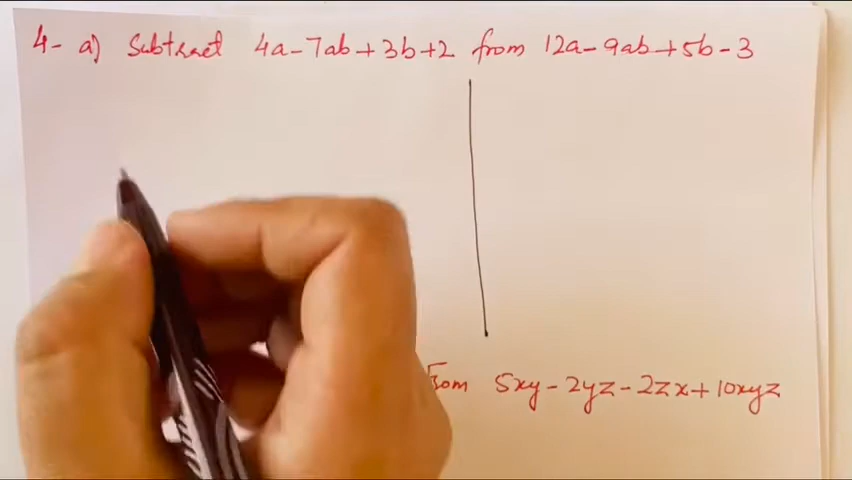 4- a) Subtract 4a-7ab+3b+2 from 12a-9ab+5b-3
from 5xy-2yz-2zx+10xyz